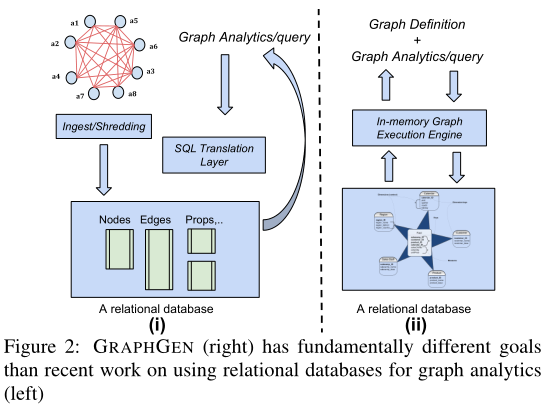 a1
a5
a2
a6
a4
a3
a7
a8
Graph Analytics/query
Ingest/Shredding
SQL Translation
Layer
Nodes
Edges
Props,..
A relational database
(i)
Graph Definition
+
Graph Analytics/query
In-memory Graph
Execution Engine
A relational database
(ii)
Figure 2: GRAPHGEN (right) has fundamentally different goals
than recent work on using relational databases for graph analytics
(left)